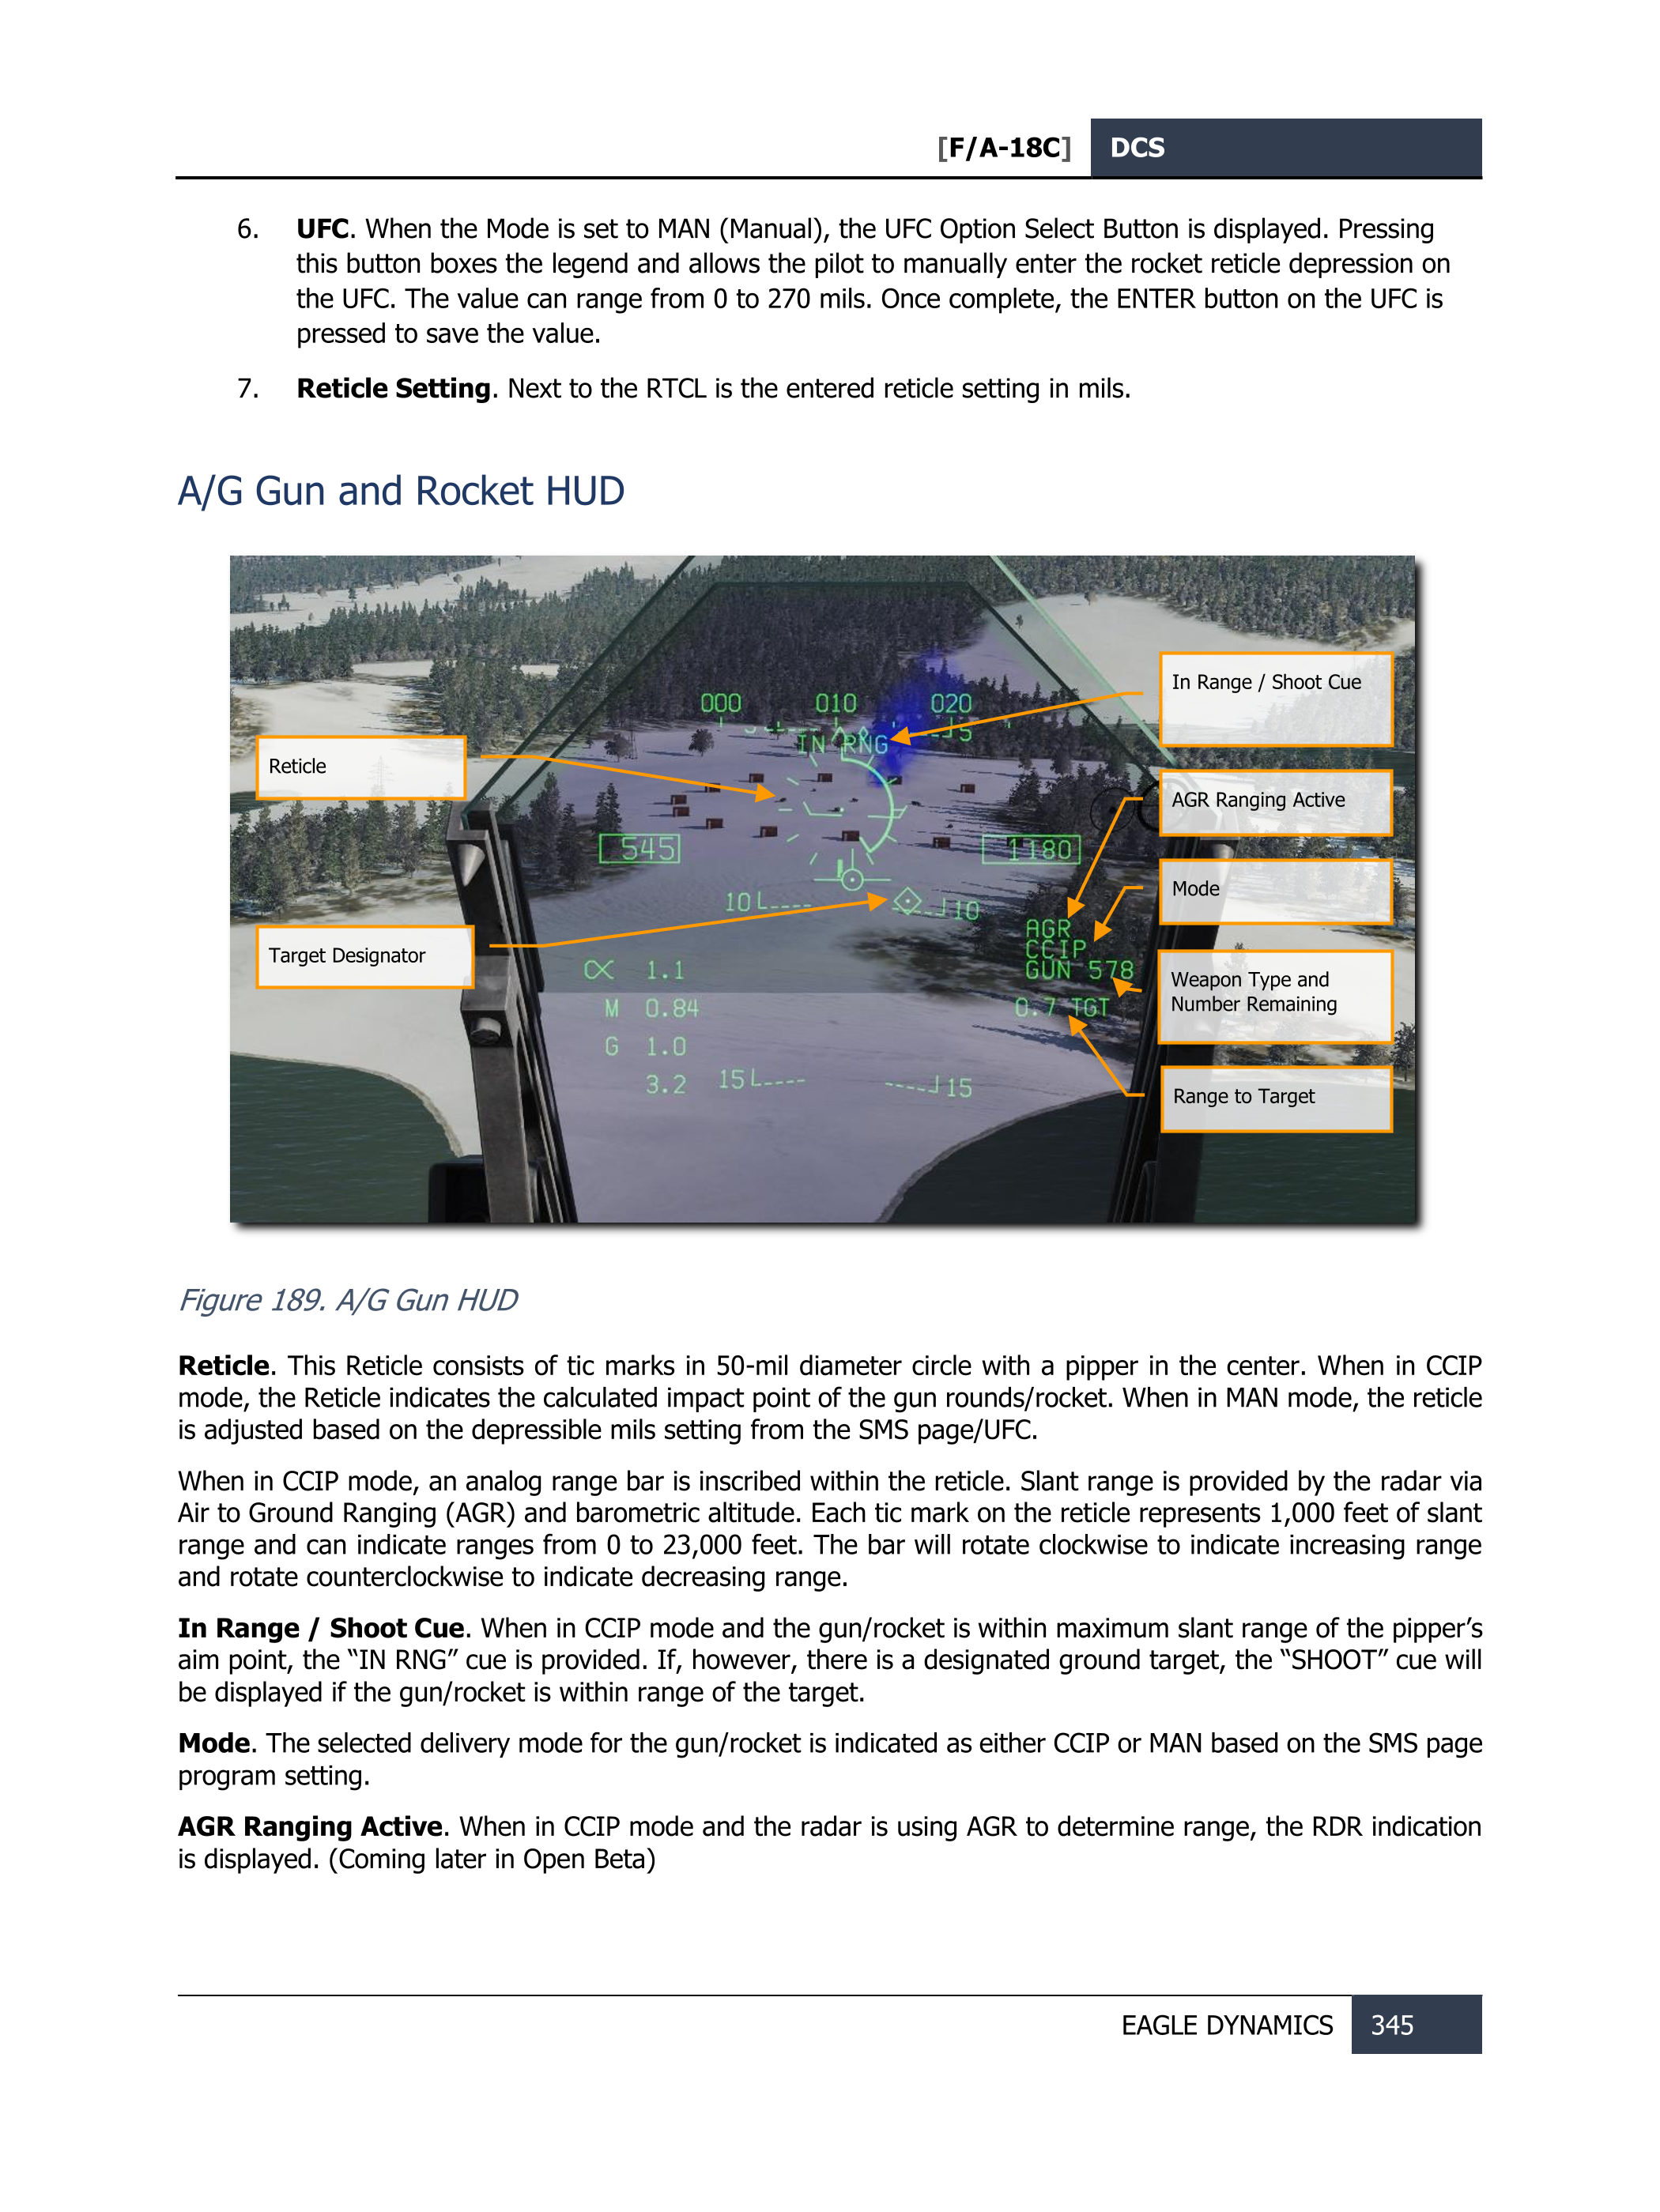 [F/A-18C] DCS
6. UFC. When the Mode is set to MAN (Manual), the UFC Option Select Button is displayed. Pressing
this button boxes the legend and allows the pilot to manually enter the rocket reticle depression on
the UFC. The value can range from 0 to 270 mils. Once complete, the ENTER button on the UFC is
pressed to save the value.
7. Reticle Setting. Next to the RTCL is the entered reticle setting in mils.
A/G Gun and Rocket HUD
In Range / Shoot Cue
000 010 020
5
IN RNG
Reticle
AGR Ranging Active
545
1180
Mode
10
10
AGR
CCIP
GUN 578
0.7 TGT
Target Designator
Weapon Type and
Number Remaining
∝ 1.1
M 0.84
G 1.0
3.2
15
15
Range to Target
Figure 189. A/G Gun HUD
Reticle. This Reticle consists of tic marks in 50-mil diameter circle with a pipper in the center. When in CCIP
mode, the Reticle indicates the calculated impact point of the gun rounds/rocket. When in MAN mode, the reticle
is adjusted based on the depressible mils setting from the SMS page/UFC.
When in CCIP mode, an analog range bar is inscribed within the reticle. Slant range is provided by the radar via
Air to Ground Ranging (AGR) and barometric altitude. Each tic mark on the reticle represents 1,000 feet of slant
range and can indicate ranges from 0 to 23,000 feet. The bar will rotate clockwise to indicate increasing range
and rotate counterclockwise to indicate decreasing range.
In Range / Shoot Cue. When in CCIP mode and the gun/rocket is within maximum slant range of the pipper’s
aim point, the “IN RNG” cue is provided. If, however, there is a designated ground target, the “SHOOT” cue will
be displayed if the gun/rocket is within range of the target.
Mode. The selected delivery mode for the gun/rocket is indicated as either CCIP or MAN based on the SMS page
program setting.
AGR Ranging Active. When in CCIP mode and the radar is using AGR to determine range, the RDR indication
is displayed. (Coming later in Open Beta)
EAGLE DYNAMICS 345